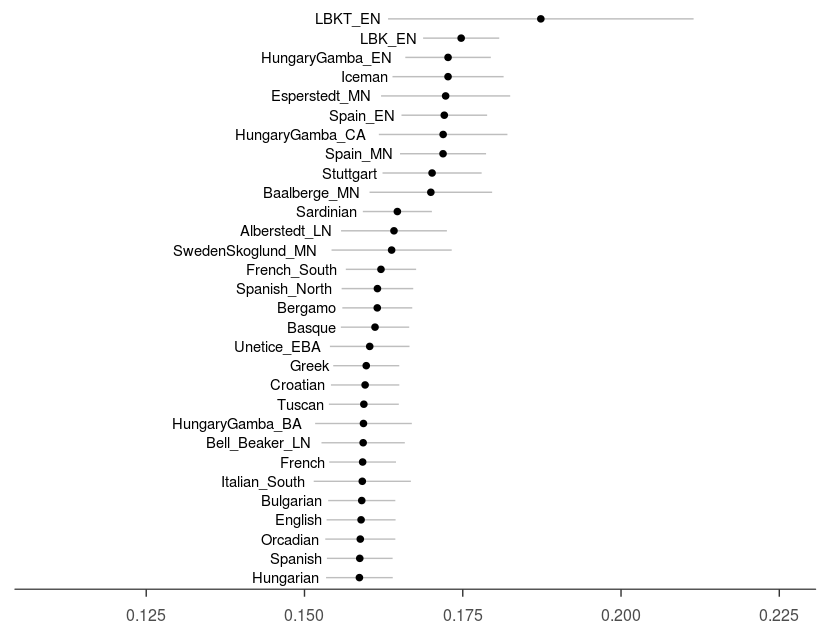 LBKT_EN
LBK_EN
HungaryGamba_EN
Iceman
Esperstedt_MN
Spain_EN
HungaryGamba_CA
Spain_MN
Stuttgart
Baalberge_MN
Sardinian
Alberstedt_LN
SwedenSkoglund_MN
French_South
Spanish_North
Bergamo
Basque
Unetice_EBA
Greek
Croatian
Tuscan
HungaryGamba_BA
Bell_Beaker_LN
French
Italian_South
Bulgarian
English
Orcadian
Spanish
Hungarian
0.125 0.150 0.175 0.200 0.225